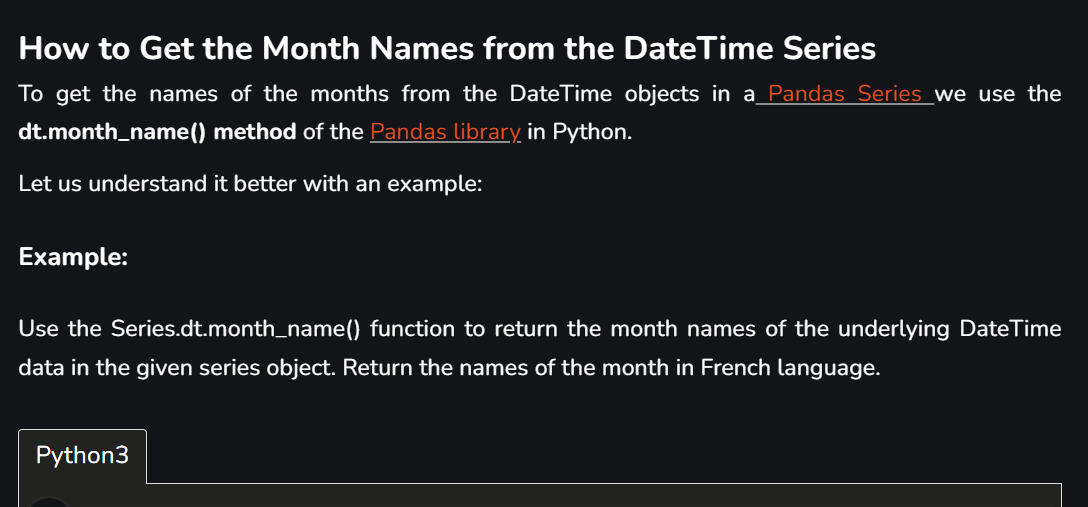 How to Get the Month Names from the DateTime Series
To get the names of the months from the DateTime objects in a Pandas Series we use the
dt.month_name() method of the Pandas library in Python.
Let us understand it better with an example:
Example:
Use the Series.dt.month_name() function to return the month names of the underlying DateTime
data in the given series object. Return the names of the month in French language.
Python3